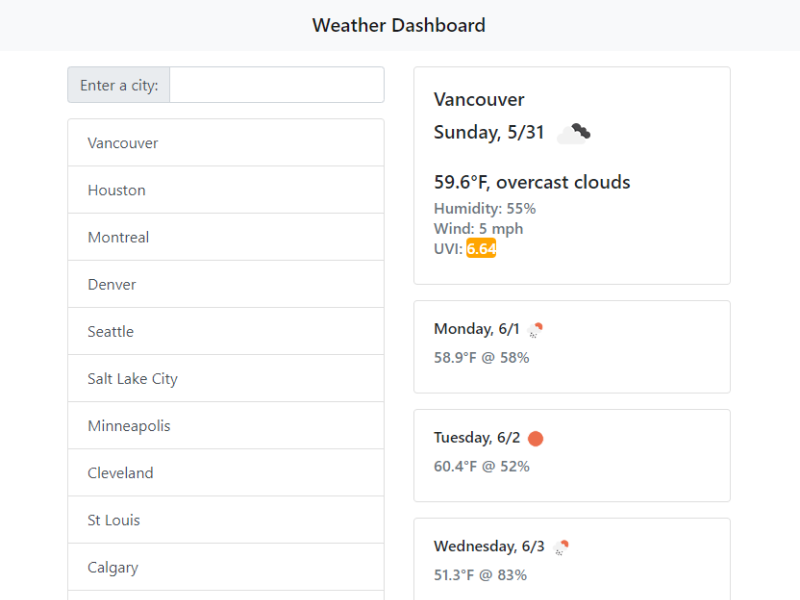 Weather Dashboard
Enter a city:
Vancouver
Houston
Montreal
Denver
Seattle
Salt Lake City
Minneapolis
Cleveland
St Louis
Calgary
Vancouver
Sunday, 5/31
59.6°F, overcast clouds
Humidity: 55%
Wind: 5 mph
UVI: 6.64
Monday, 6/1
58.9°F @ 58%
Tuesday, 6/2
60.4°F @ 52%
Wednesday, 6/3
51.3°F @ 83%